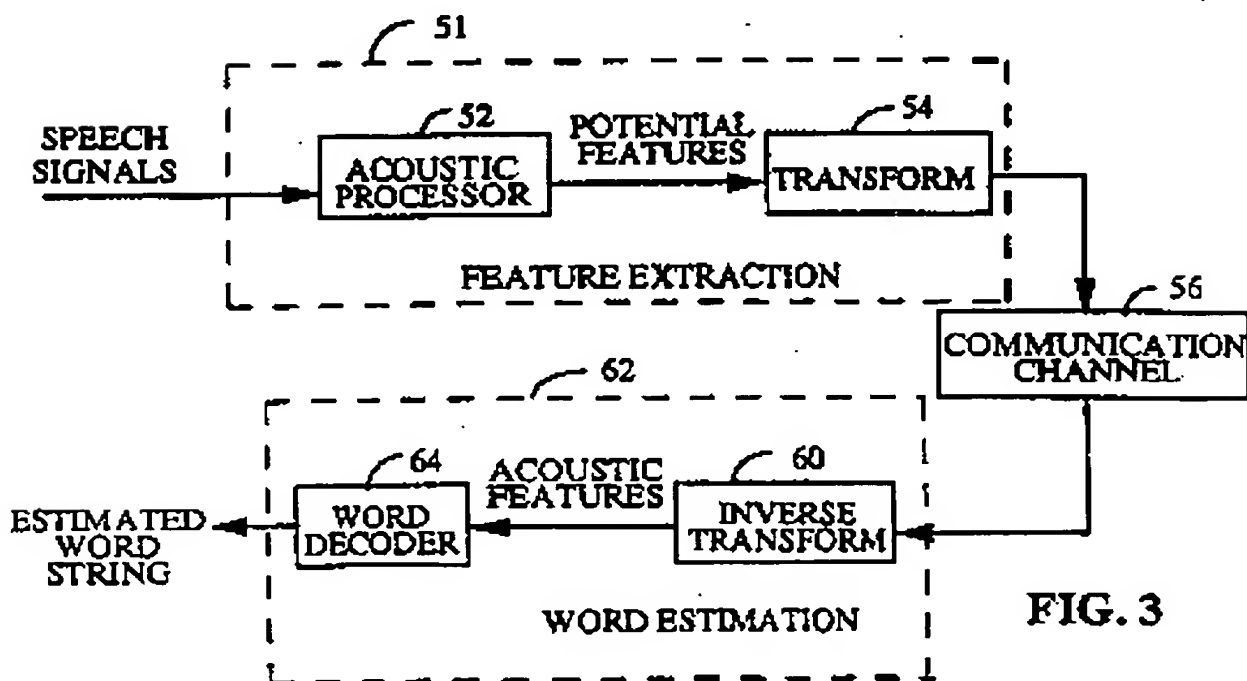 51
SPEECH
SIGNALS
52
ACOUSTIC
PROCESSOR
POTENTIAL
FEATURES
54
TRANSFORM
FEATURE EXTRACTION
56
COMMUNICATION
CHANNEL
62
64
WORD
DECODER
ACOUSTIC
FEATURES
60
INVERSE
TRANSFORM
ESTIMATED
WORD
STRING
WORD ESTIMATION
FIG. 3